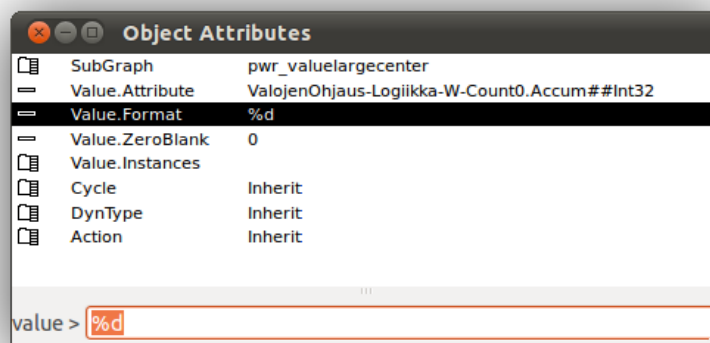 Object Attributes
SubGraph pwr_valuelargecenter
Value.Attribute ValojenOhjaus-Logiikka-W-Count0.Accum##Int32
Value.Format %d
Value.ZeroBlank 0
Value.Instances
Cycle Inherit
DynType Inherit
Action Inherit
value > %d